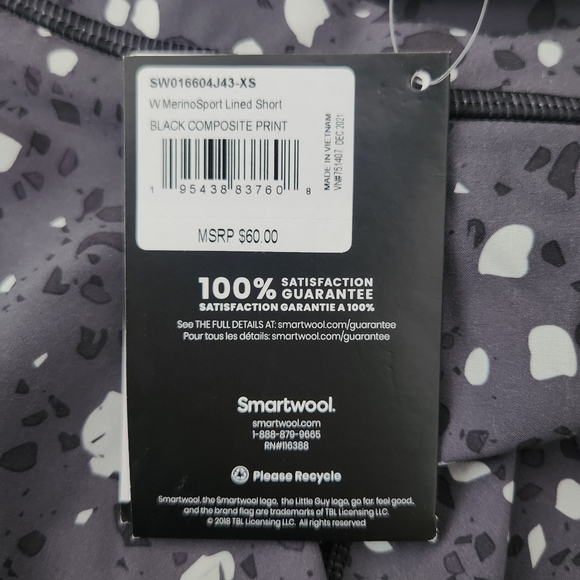 SW016604J43-XS
W MerinoSport Lined Short
BLACK COMPOSITE PRINT
1 95438 83760 8
MADE IN VIETNAM
VN#751407 DEC 2021
MSRP $60.00
100% SATISFACTION GUARANTEE
SATISFACTION GARANTIE A 100%
See THE FULL DETAILS AT: smartwool.com/guarantee
Pour tous les détails: smartwool.com/guarantee
Smartwool.
smartwool.com
1-888-879-9665
RN#116388
Please Recycle
Smartwool, the Smartwool logo, the Little Guy logo, go far. feel good.
and the brand flag are trademarks of TBL Licensing LLC.
© 2018 TBL Licensing LLC. All rights reserved